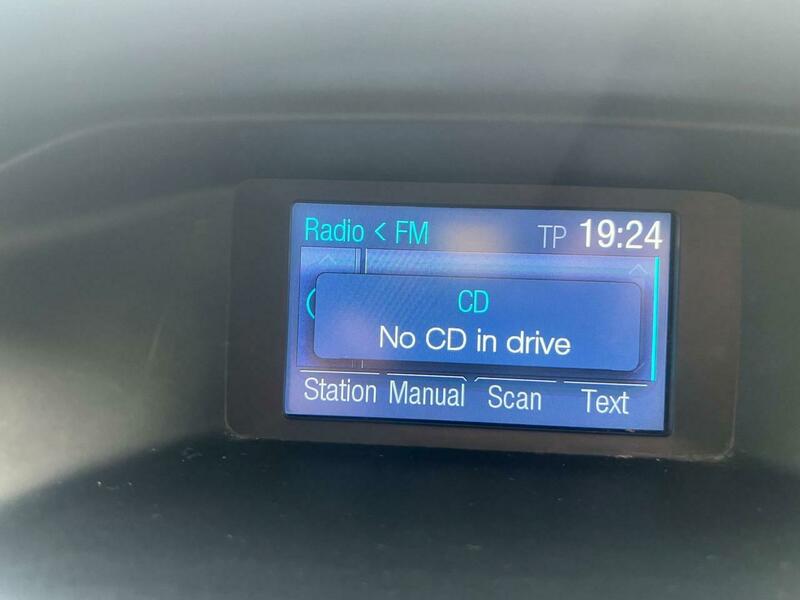 Radio < FM TP 19:24
CD
No CD in drive
Station Manual Scan Text